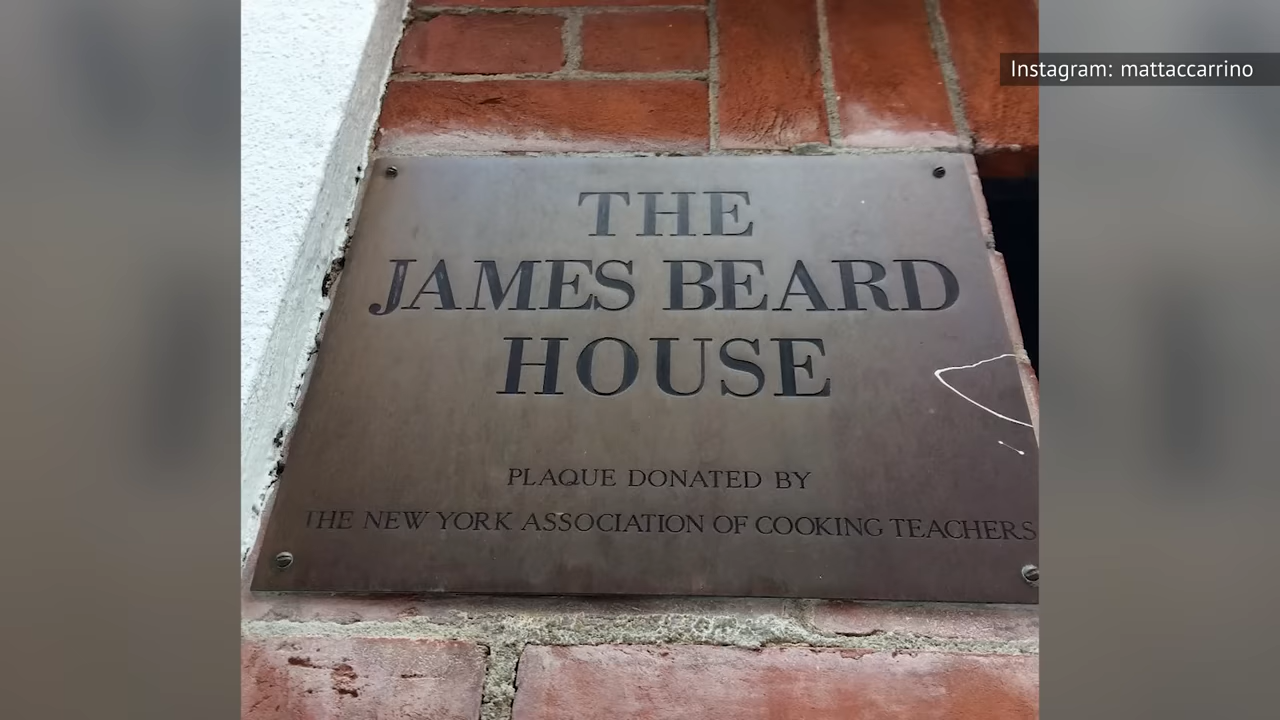 Instagram: mattaccarrino
THE
JAMES BEARD
HOUSE
PLAQUE DONATED BY
THE NEW YORK ASSOCIATION OF COOKING TEACHERS